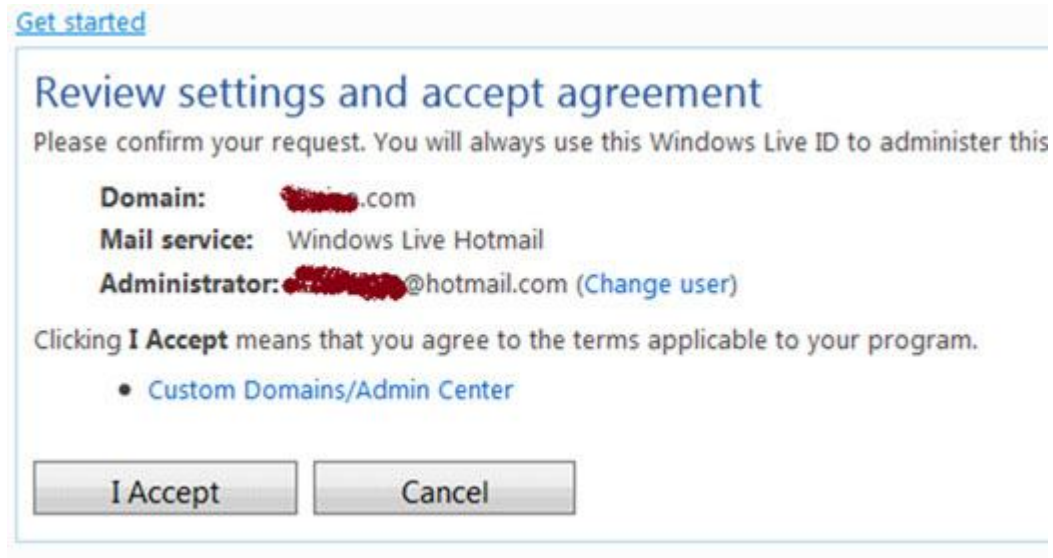 Get started
Review settings and accept agreement
Please confirm your request. You will always use this Windows Live ID to administer this
Domain: .com
Mail service: Windows Live Hotmail
Administrator: @hotmail.com (Change user)
Clicking I Accept means that you agree to the terms applicable to your program.
• Custom Domains/Admin Center
I Accept Cancel